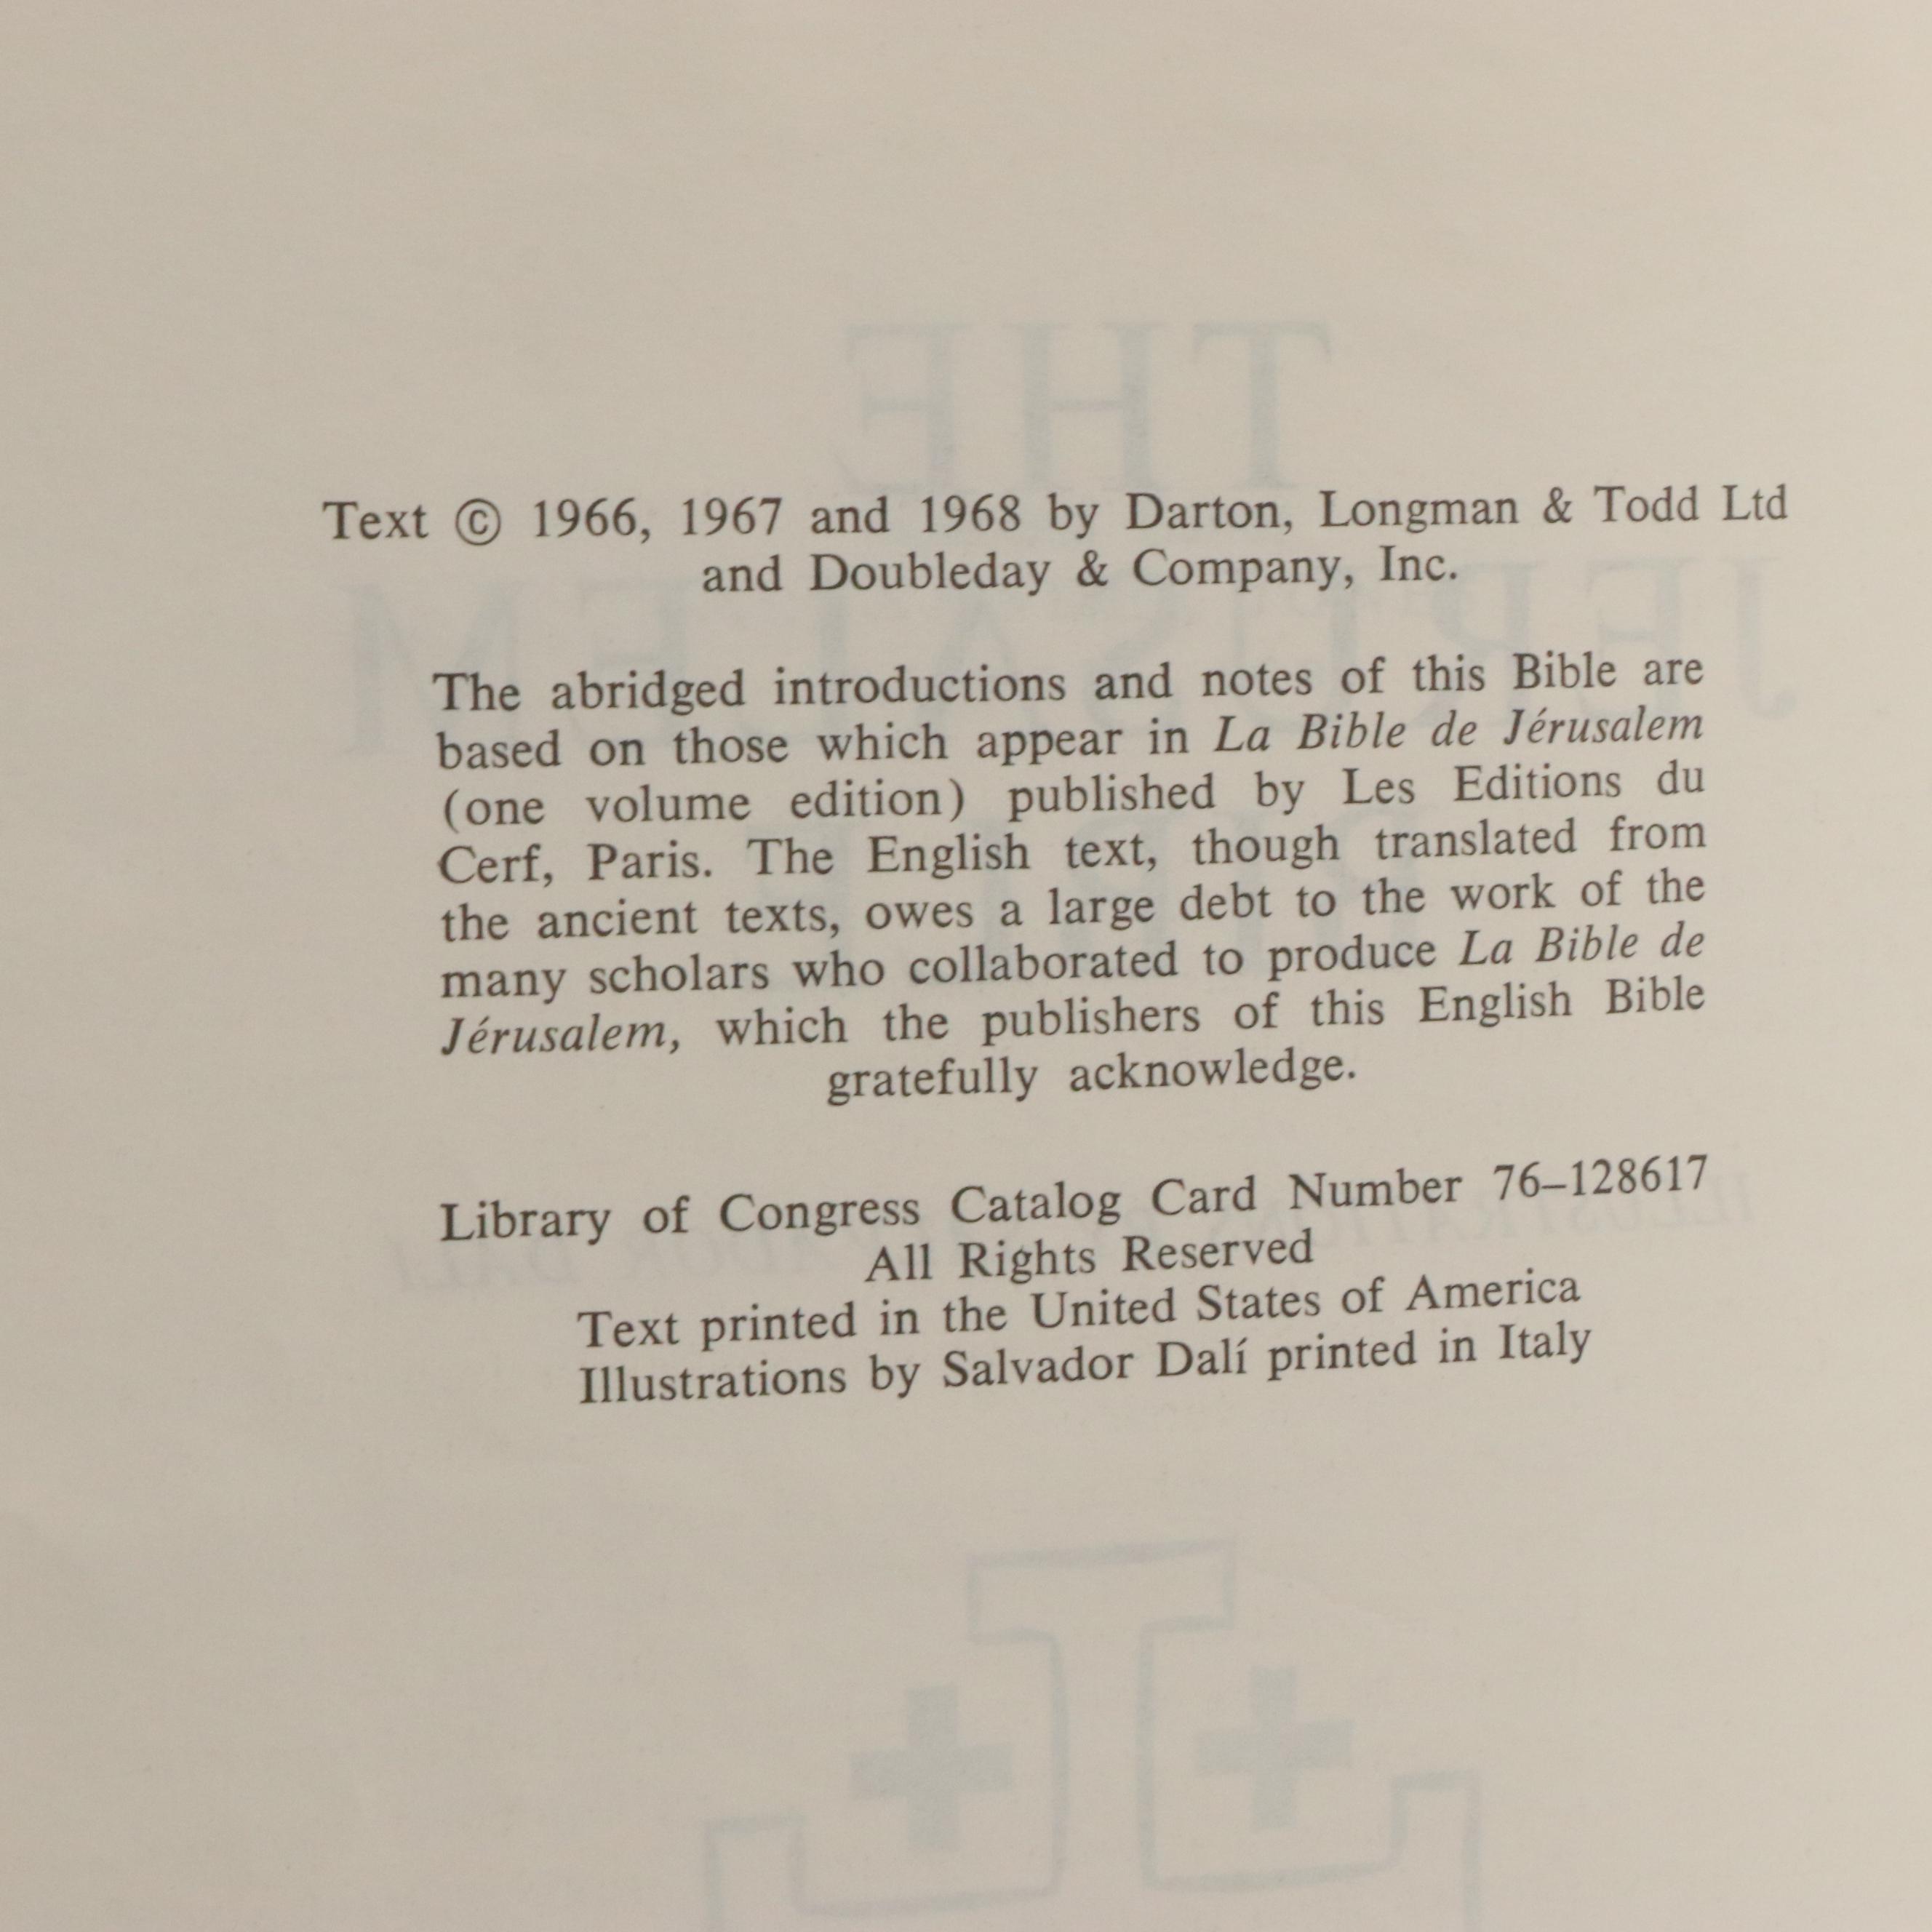 Text © 1966, 1967 and 1968 by Darton, Longman & Todd Ltd
and Doubleday & Company, Inc.
The abridged introductions and notes of this Bible are
based on those which appear in La Bible de Jérusalem
(one volume edition) published by Les Editions du
Cerf, Paris. The English text, though translated from
the ancient texts, owes a large debt to the work of the
many scholars who collaborated to produce La Bible de
Jérusalem, which the publishers of this English Bible
gratefully acknowledge.
Library of Congress Catalog Card Number 76–128617
All Rights Reserved
Text printed in the United States of America
Illustrations by Salvador Dalí printed in Italy